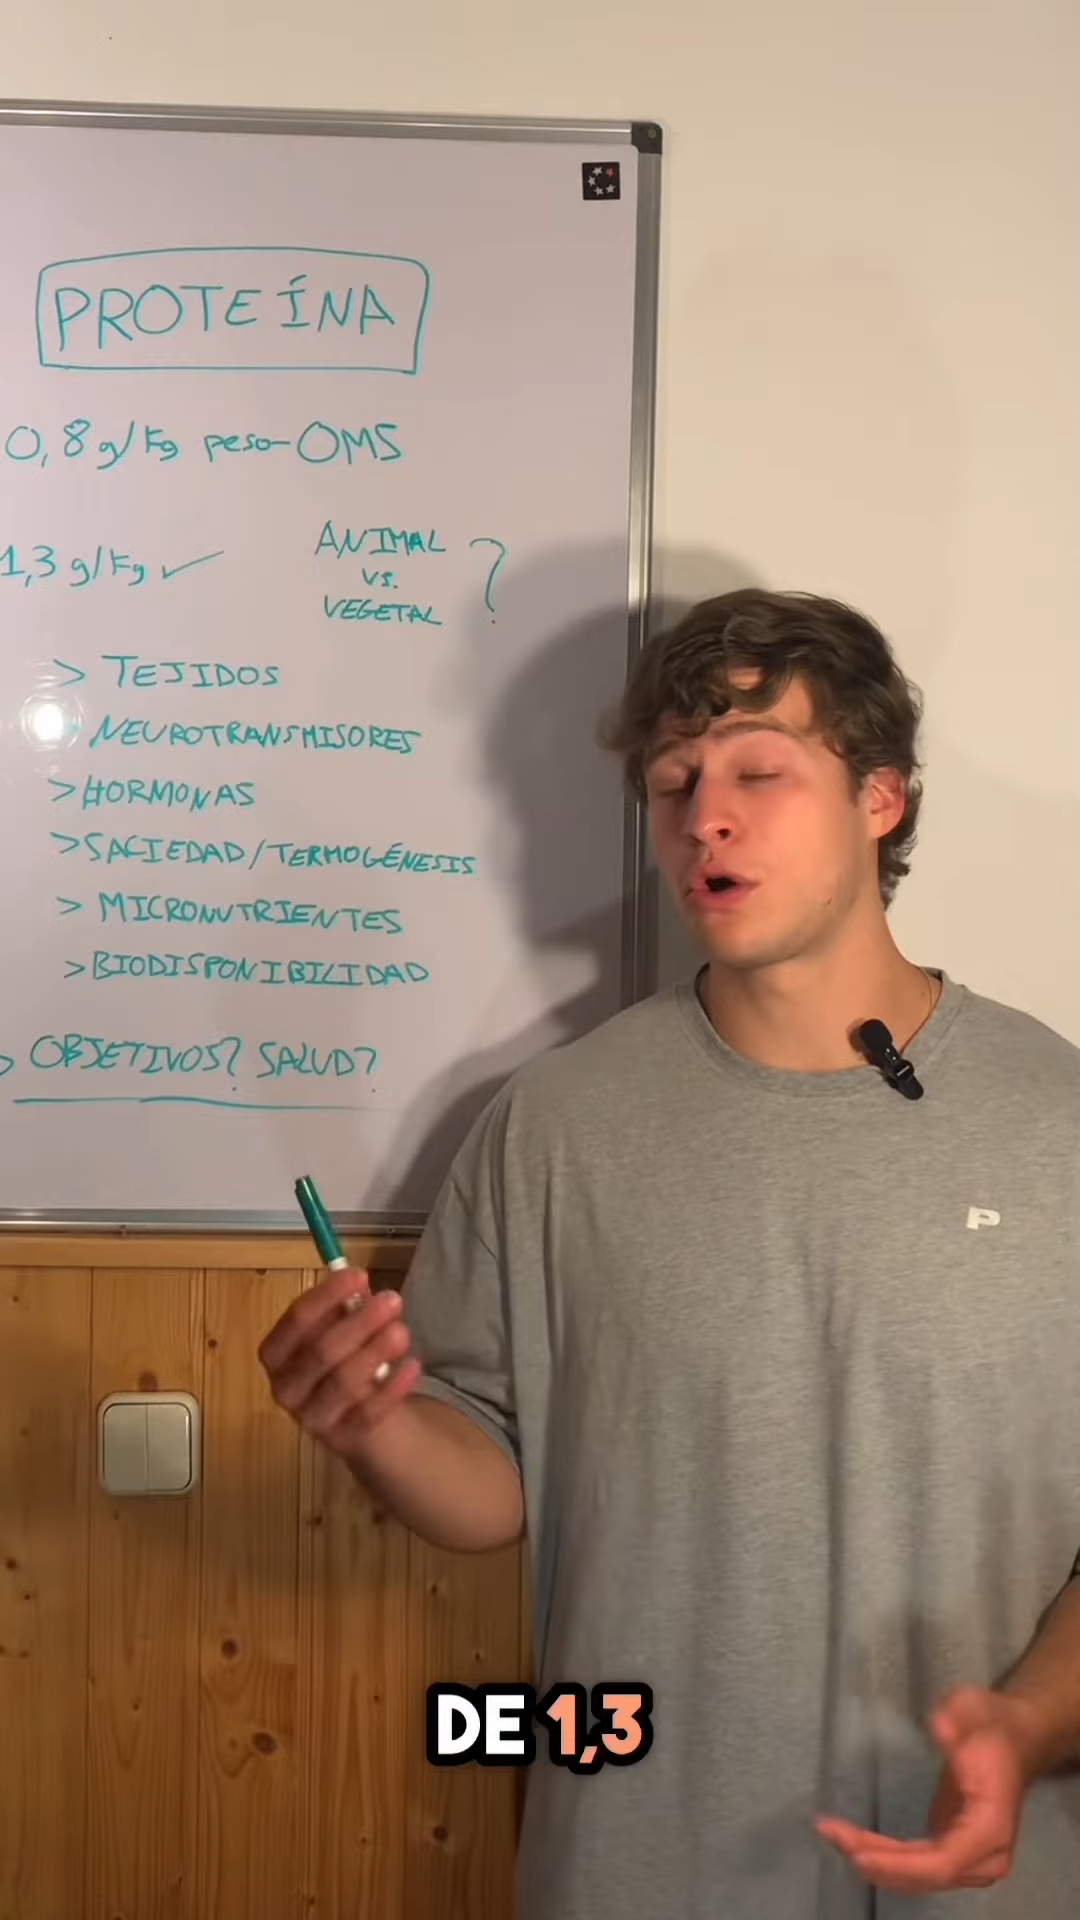 PROTEÍNA
0,8 g/Kg peso-OMS
1,3 g/Kg ✓
ANIMAL
vs.
VEGETAL
?
> TEJIDOS
> NEUROTRANSMISORES
> HORMONAS
> SACIEDAD/TERMOGÉNESIS
> MICRONUTRIENTES
> BIODISPONIBILIDAD
> OBJETIVOS? SALUD?
P
DE 1,3